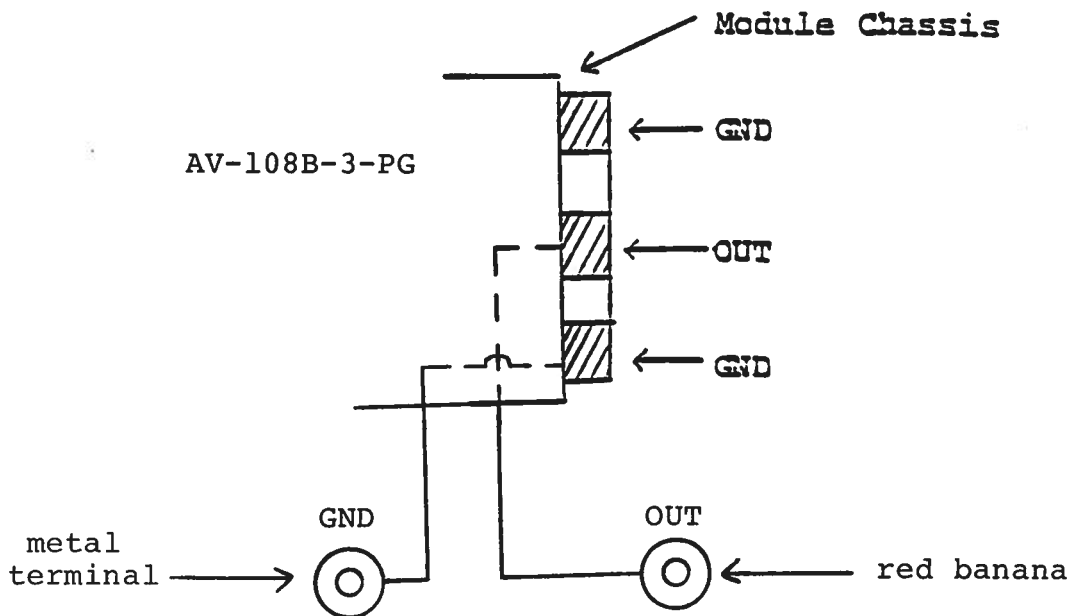 Module Chassis
GND
AV-108B-3-PG
OUT
GND
GND
OUT
metal
terminal
red banana